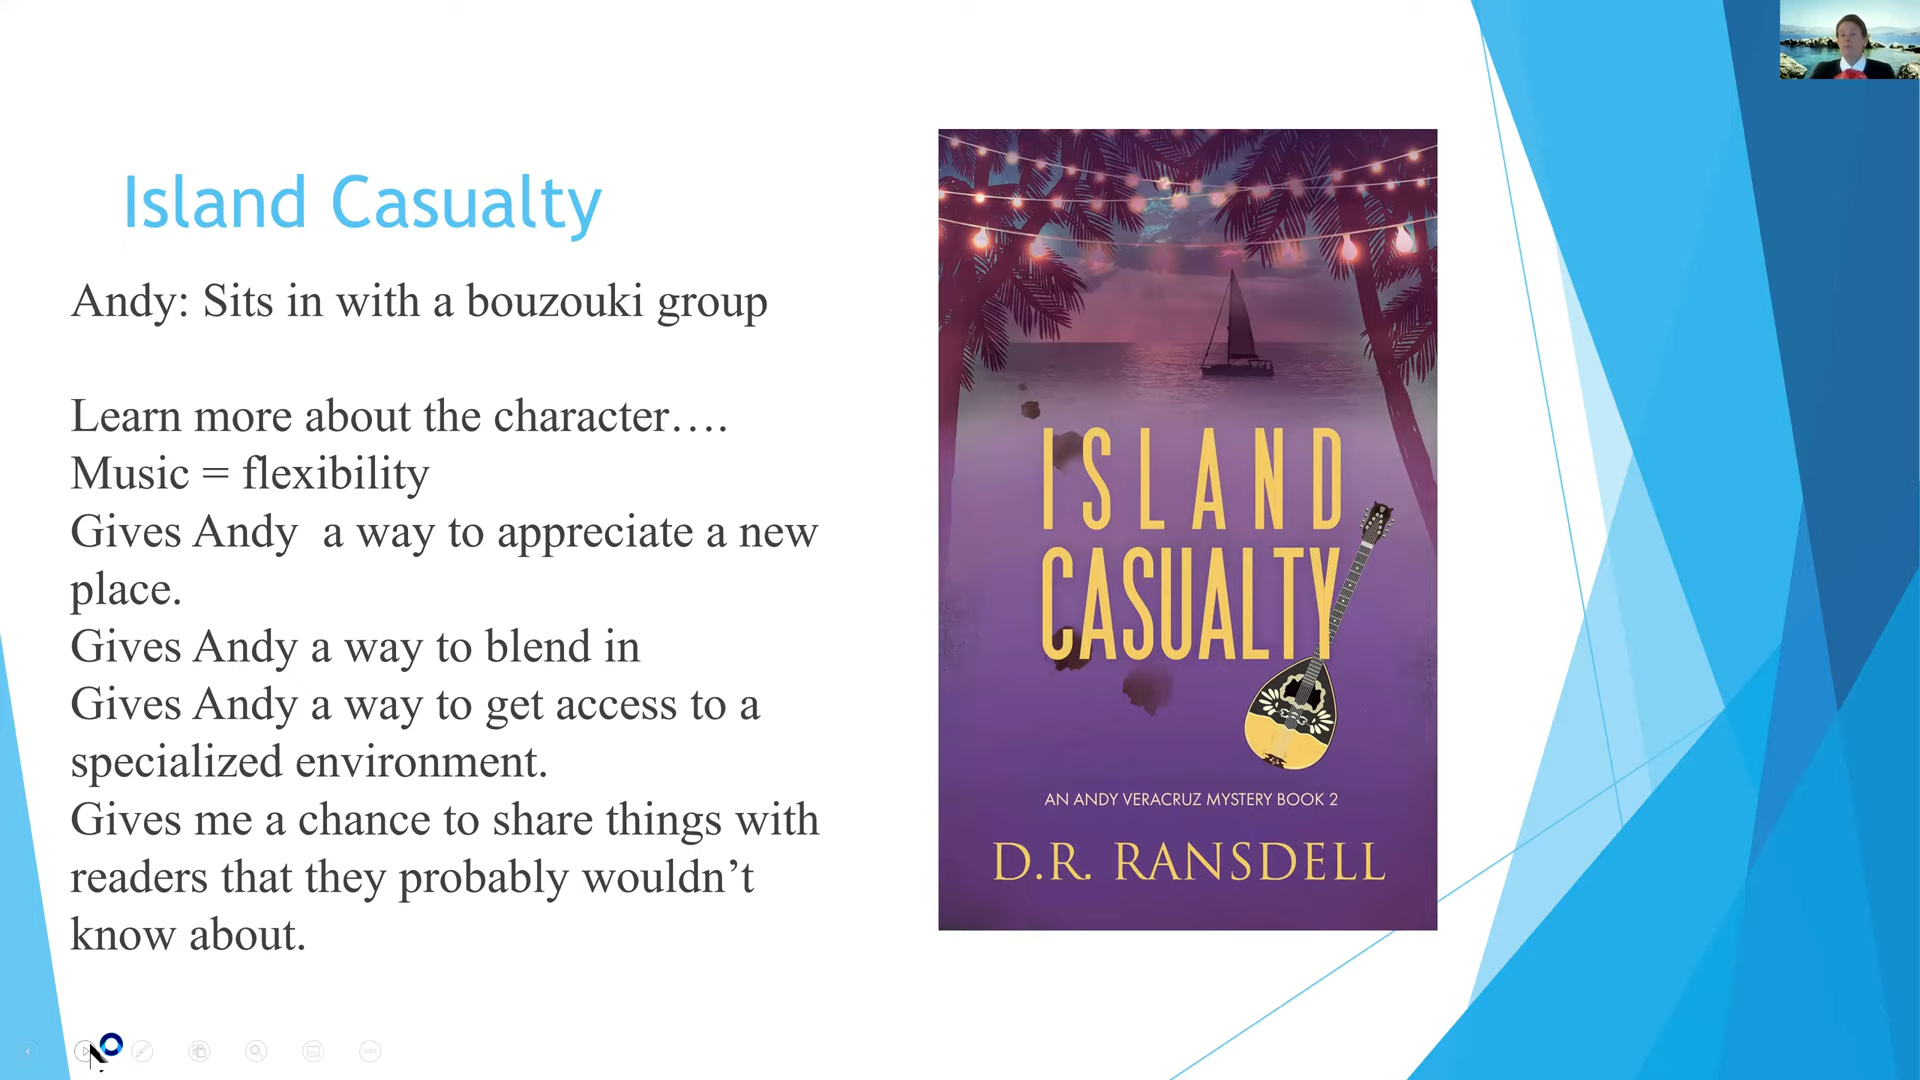 Island Casualty
Andy: Sits in with a bouzouki group
Learn more about the character….
Music = flexibility
Gives Andy  a way to appreciate a new
place.
Gives Andy a way to blend in
Gives Andy a way to get access to a
specialized environment.
Gives me a chance to share things with
readers that they probably wouldn’t
know about.
ISLAND
CASUALTY
AN ANDY VERACRUZ MYSTERY BOOK 2
D.R. RANSDELL